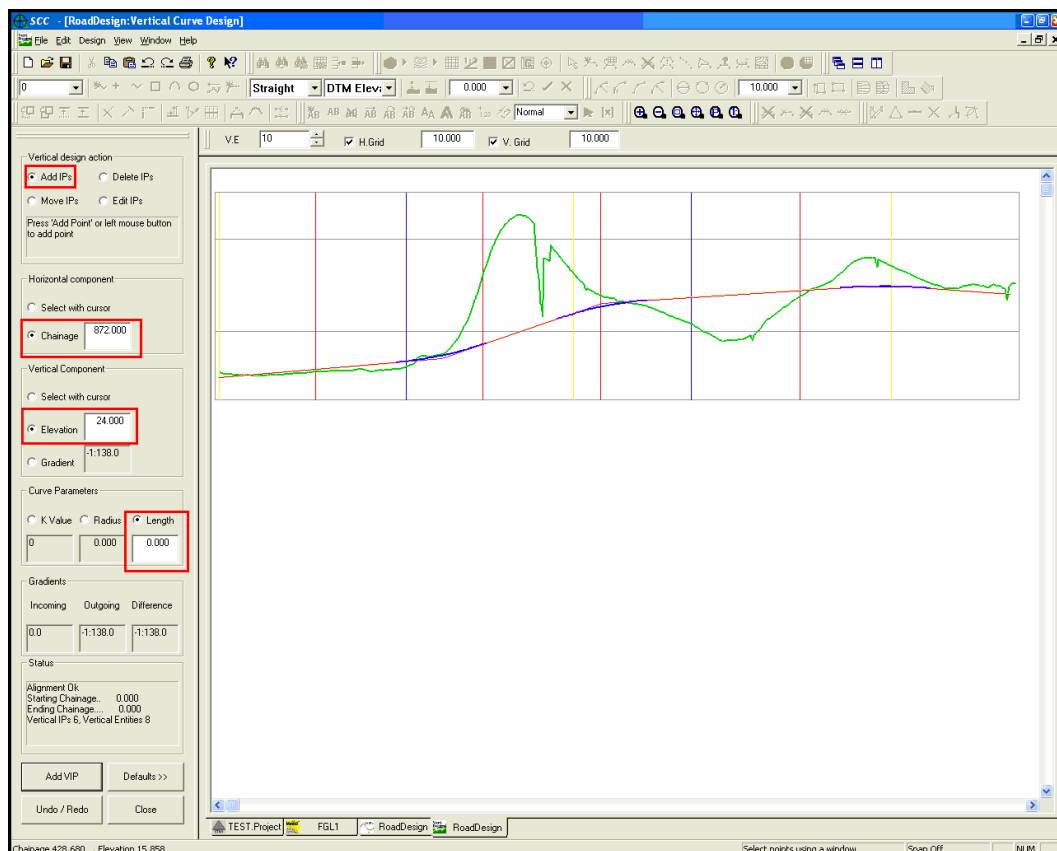 SCC - [RoadDesign:Vertical Curve Design]
File Edit Design View Window Help
0 Straight DTM Elev: 0.000 10.000
Normal
V.E 10 H.Grid 10.000 V. Grid 10.000
Vertical design action
Add IPs Delete IPs
Move IPs Edit IPs
Press 'Add Point' or left mouse button
to add point
Horizontal component
Select with cursor
Chainage 872.000
Vertical Component
Select with cursor
Elevation 24.000
Gradient -1:138.0
Curve Parameters
K Value Radius Length
0 0.000 0.000
Gradients
Incoming Outgoing Difference
0.0 -1:138.0 -1:138.0
Status
Alignment Ok
Starting Chainage.. 0.000
Ending Chainage.... 0.000
Vertical IPs 6, Vertical Entities 8
Add VIP Defaults >>
Undo / Redo Close
TEST.Project FGL1 RoadDesign RoadDesign
Chainage 428.680 Elevation 15.858 Select points using a window Snap Off NUM